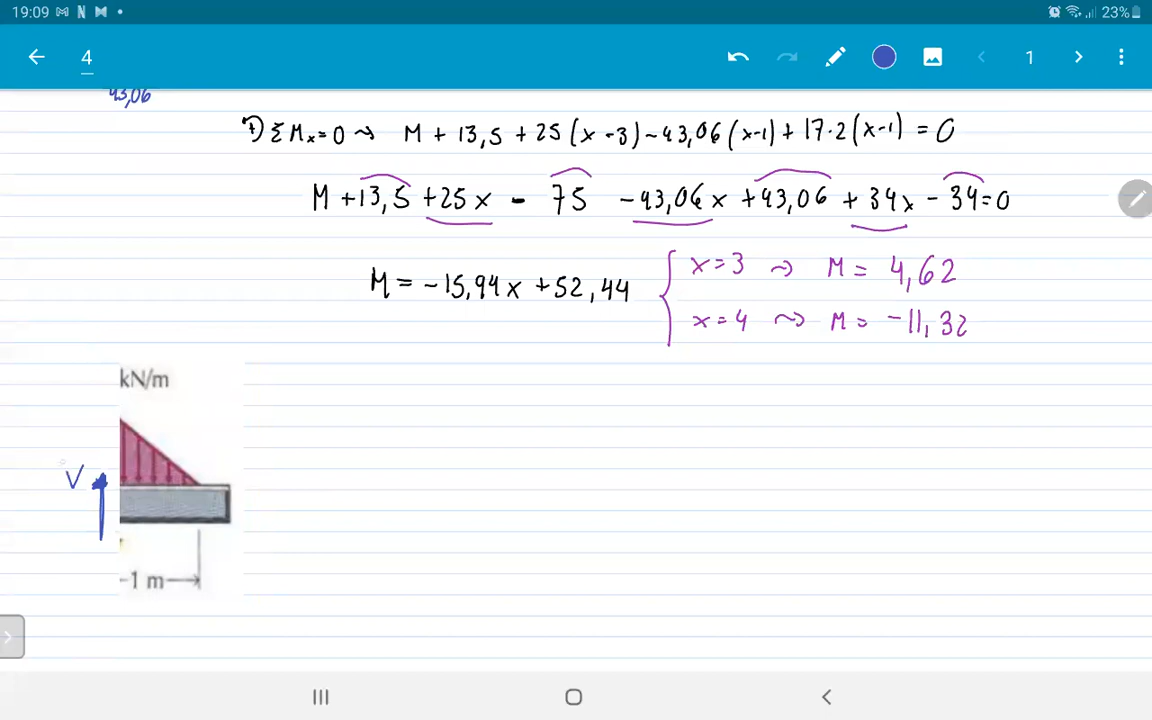 19:09 23%
4 1
43,06
ΣMx=0 ⇝ M + 13,5 + 25(x-3) - 43,06(x-1) + 17·2(x-1) = 0
M +13,5 +25x - 75 -43,06x +43,06 +34x - 34=0
M = -15,94x +52,44 { x=3 ⇝ M = 4,62
x=4 ⇝ M = -11,32
kN/m
V
-1 m